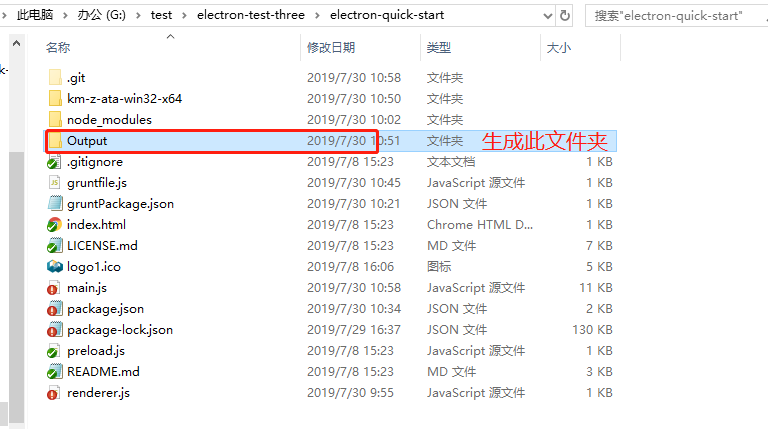 此电脑 › 办公 (G:) › test › electron-test-three › electron-quick-start 搜索"electron-quick-start"
名称 修改日期 类型 大小
.git 2019/7/30 10:58 文件夹
km-z-ata-win32-x64 2019/7/30 10:50 文件夹
node_modules 2019/7/30 10:02 文件夹
Output 2019/7/30 10:51 文件夹 生成此文件夹
.gitignore 2019/7/8 15:23 文本文档 1 KB
gruntfile.js 2019/7/30 10:45 JavaScript 源文件 1 KB
gruntPackage.json 2019/7/30 10:21 JSON 文件 1 KB
index.html 2019/7/8 15:23 Chrome HTML D... 1 KB
LICENSE.md 2019/7/8 15:23 MD 文件 7 KB
logo1.ico 2019/7/8 16:06 图标 5 KB
main.js 2019/7/30 10:58 JavaScript 源文件 11 KB
package.json 2019/7/30 10:34 JSON 文件 2 KB
package-lock.json 2019/7/29 16:37 JSON 文件 130 KB
preload.js 2019/7/8 15:23 JavaScript 源文件 1 KB
README.md 2019/7/8 15:23 MD 文件 3 KB
renderer.js 2019/7/30 9:55 JavaScript 源文件 1 KB